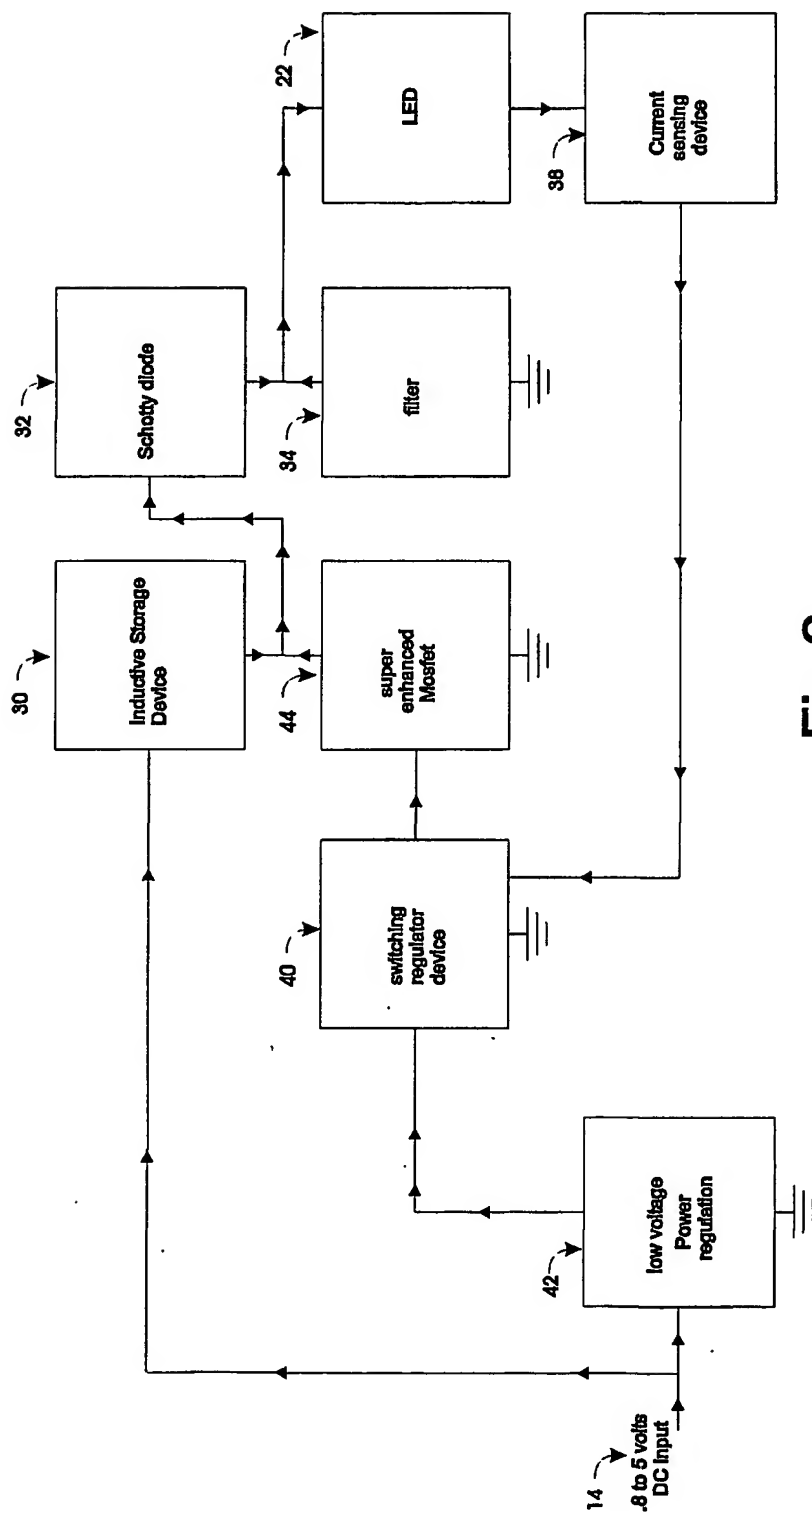 30
Inductive Storage
Device
32
Schotty diode
44
super
enhanced
Mosfet
34
filter
22
LED
40
switching
regulator
device
38
Current
sensing
device
42
low voltage
Power
regulation
14
.8 to 5 volts
DC Input